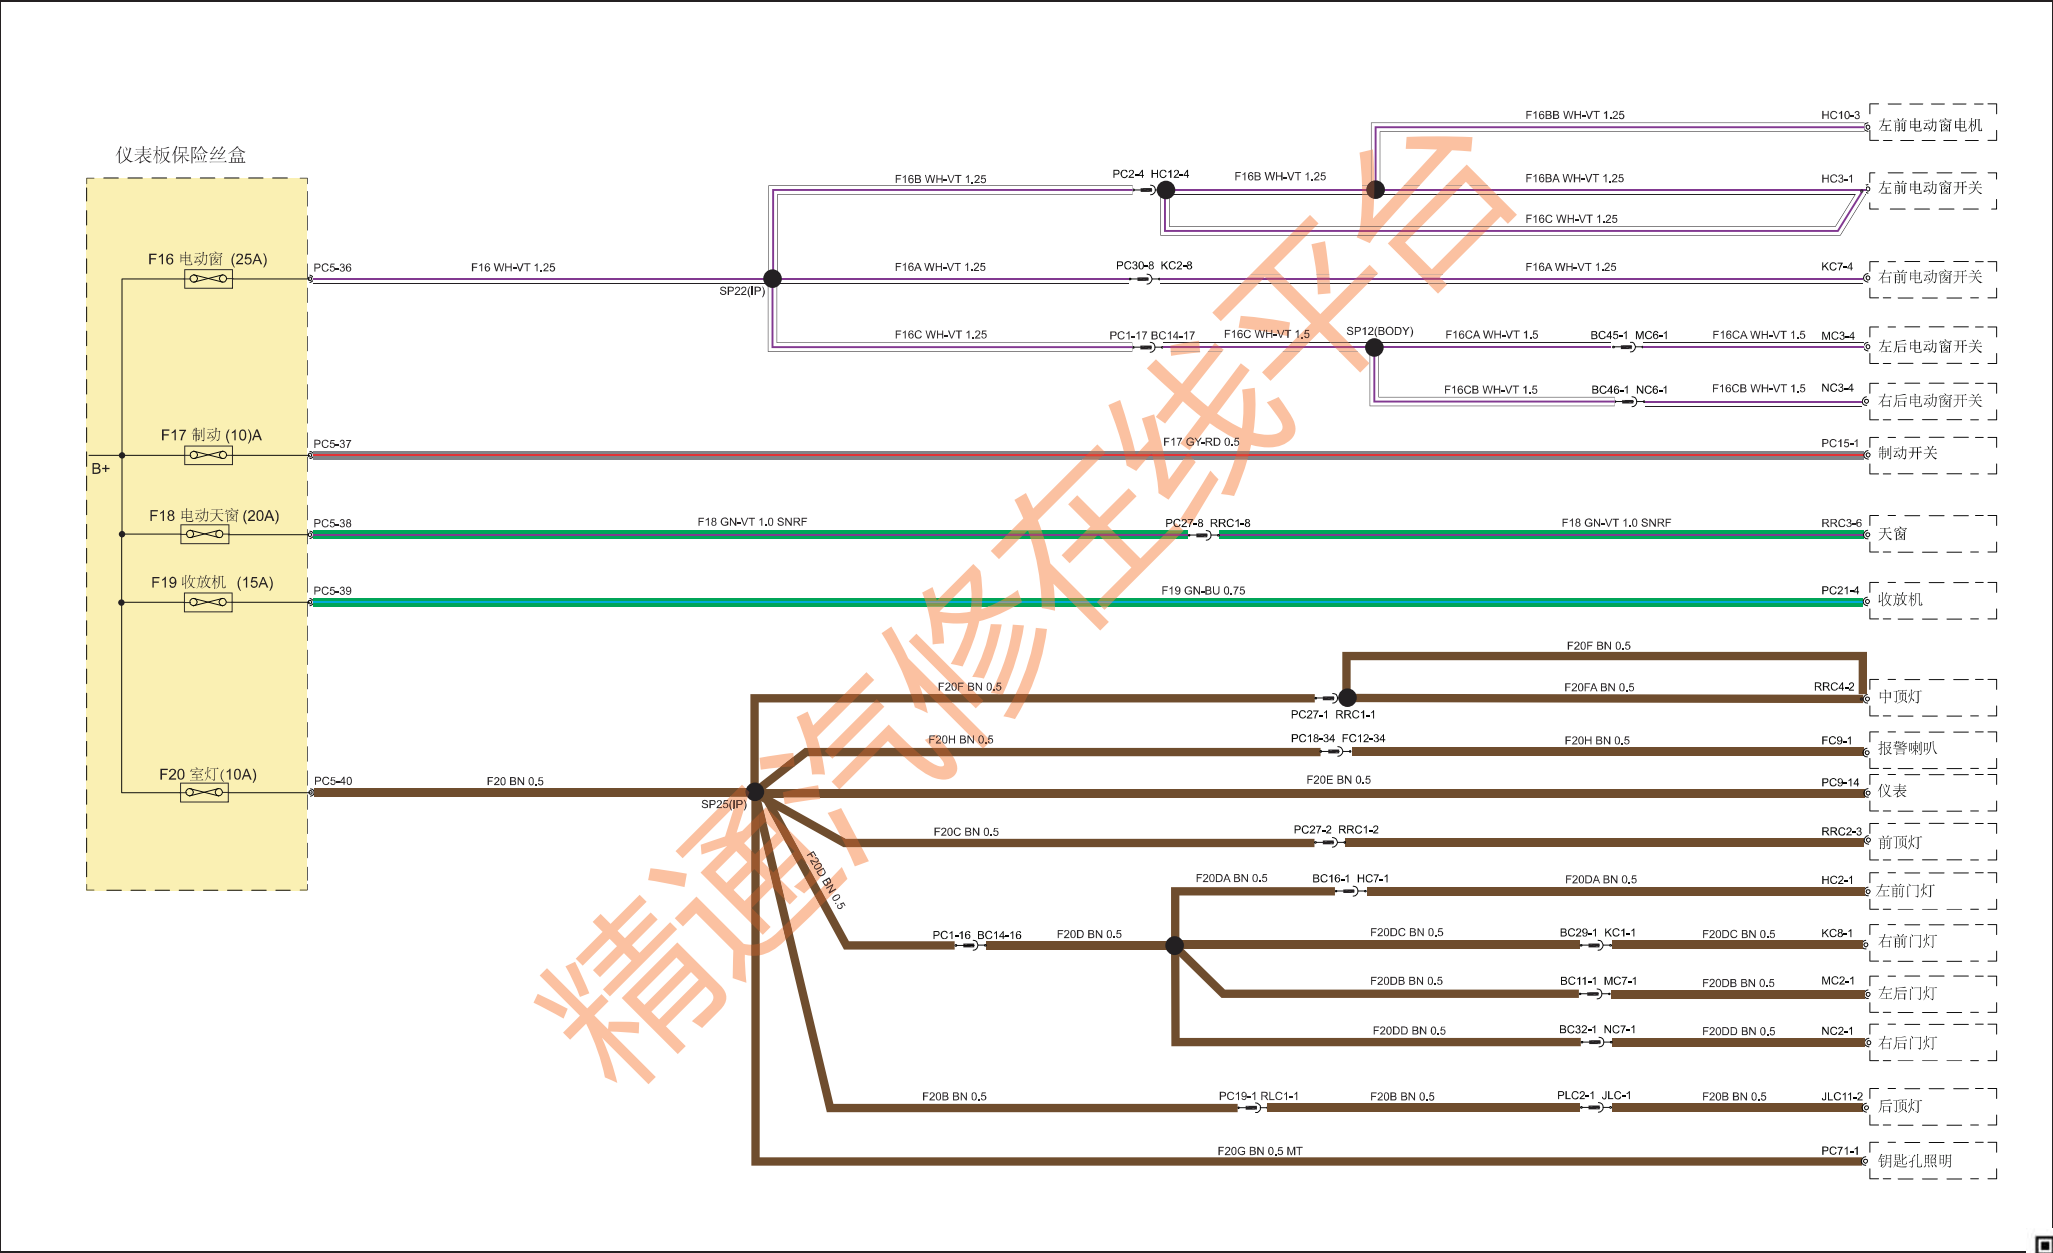 F16BB WH-VT 1.25
HC10-3
左前电动窗电机
仪表板保险丝盒
F16B WH-VT 1.25
PC2-4 HC12-4
F16B WH-VT 1.25
F16BA WH-VT 1.25
HC3-1
左前电动窗开关
F16C WH-VT 1.25
F16 电动窗 (25A)
PC5-36
F16 WH-VT 1.25
SP22(IP)
F16A WH-VT 1.25
PC30-8 KC2-8
F16A WH-VT 1.25
KC7-4
右前电动窗开关
F16C WH-VT 1.25
PC1-17 BC14-17
F16C WH-VT 1.5
SP12(BODY)
F16CA WH-VT 1.5
BC45-1 MC6-1
F16CA WH-VT 1.5
MC3-4
左后电动窗开关
F16CB WH-VT 1.5
BC46-1 NC6-1
F16CB WH-VT 1.5
NC3-4
右后电动窗开关
F17 制动 (10)A
PC5-37
F17 GY-RD 0.5
PC15-1
制动开关
B+
F18 电动天窗 (20A)
PC5-38
F18 GN-VT 1.0 SNRF
PC27-8 RRC1-8
F18 GN-VT 1.0 SNRF
RRC3-6
天窗
F19 收放机 (15A)
PC5-39
F19 GN-BU 0.75
PC21-4
收放机
F20F BN 0.5
F20F BN 0.5
PC27-1 RRC1-1
F20FA BN 0.5
RRC4-2
中顶灯
F20H BN 0.5
PC18-34 FC12-34
F20H BN 0.5
FC9-1
报警喇叭
F20 室灯(10A)
PC5-40
F20 BN 0.5
SP25(IP)
F20E BN 0.5
PC9-14
仪表
F20C BN 0.5
PC27-2 RRC1-2
RRC2-3
前顶灯
F20D BN 0.5
F20DA BN 0.5
BC16-1 HC7-1
F20DA BN 0.5
HC2-1
左前门灯
PC1-16 BC14-16
F20D BN 0.5
F20DC BN 0.5
BC29-1 KC1-1
F20DC BN 0.5
KC8-1
右前门灯
F20DB BN 0.5
BC11-1 MC7-1
F20DB BN 0.5
MC2-1
左后门灯
F20DD BN 0.5
BC32-1 NC7-1
F20DD BN 0.5
NC2-1
右后门灯
F20B BN 0.5
PC19-1 RLC1-1
F20B BN 0.5
PLC2-1 JLC-1
F20B BN 0.5
JLC11-2
后顶灯
F20G BN 0.5 MT
PC71-1
钥匙孔照明
精通汽修在线平台